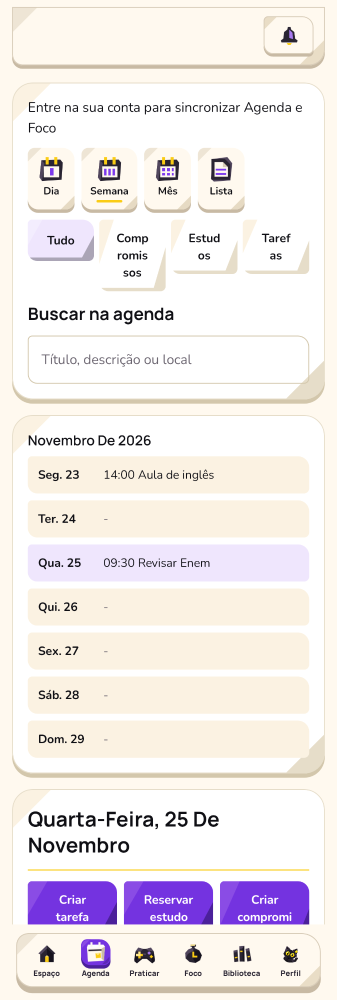 Entre na sua conta para sincronizar Agenda e
Foco
Dia Semana Mês Lista
Tudo
Comp
romis
sos
Estud
os
Taref
as
Buscar na agenda
Título, descrição ou local
Novembro De 2026
Seg. 23 14:00 Aula de inglês
Ter. 24 -
Qua. 25 09:30 Revisar Enem
Qui. 26 -
Sex. 27 -
Sáb. 28 -
Dom. 29 -
Quarta-Feira, 25 De
Novembro
Criar
tarefa
Reservar
estudo
Criar
compromi
Espaço Agenda Praticar Foco Biblioteca Perfil